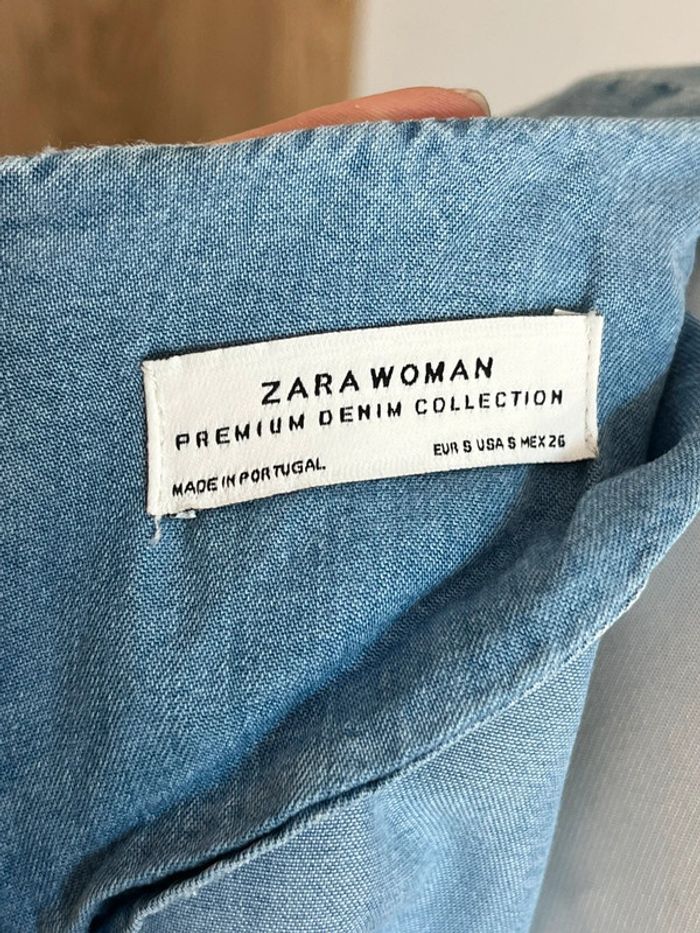 ZARA WOMAN
PREMIUM DENIM COLLECTION
EUR S USA S MEX 26
MADE IN PORTUGAL